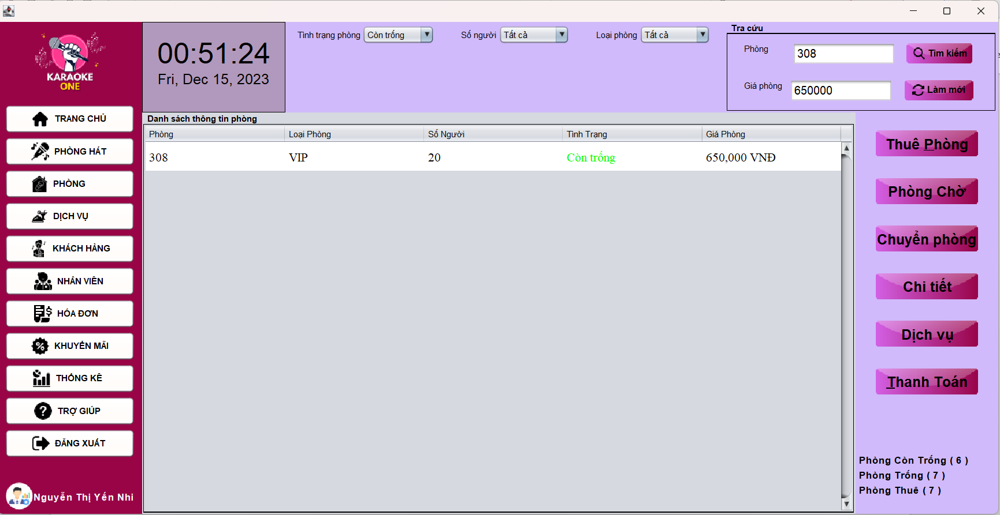 KARAOKE
ONE
TRANG CHỦ
PHÒNG HÁT
PHÒNG
DỊCH VỤ
KHÁCH HÀNG
NHÂN VIÊN
HÓA ĐƠN
KHUYẾN MÃI
THỐNG KÊ
TRỢ GIÚP
ĐĂNG XUẤT
Nguyễn Thị Yến Nhi
00:51:24
Fri, Dec 15, 2023
Tình trạng phòng Còn trống Số người Tất cả Loại phòng Tất cả
Tra cứu
Phòng 308 Tìm kiếm
Giá phòng 650000 Làm mới
Danh sách thông tin phòng
Phòng Loại Phòng Số Người Tình Trạng Giá Phòng
308 VIP 20 Còn trống 650,000 VNĐ
Thuê Phòng
Phòng Chờ
Chuyển phòng
Chi tiết
Dịch vụ
Thanh Toán
Phòng Còn Trống ( 6 )
Phòng Trống ( 7 )
Phòng Thuê ( 7 )